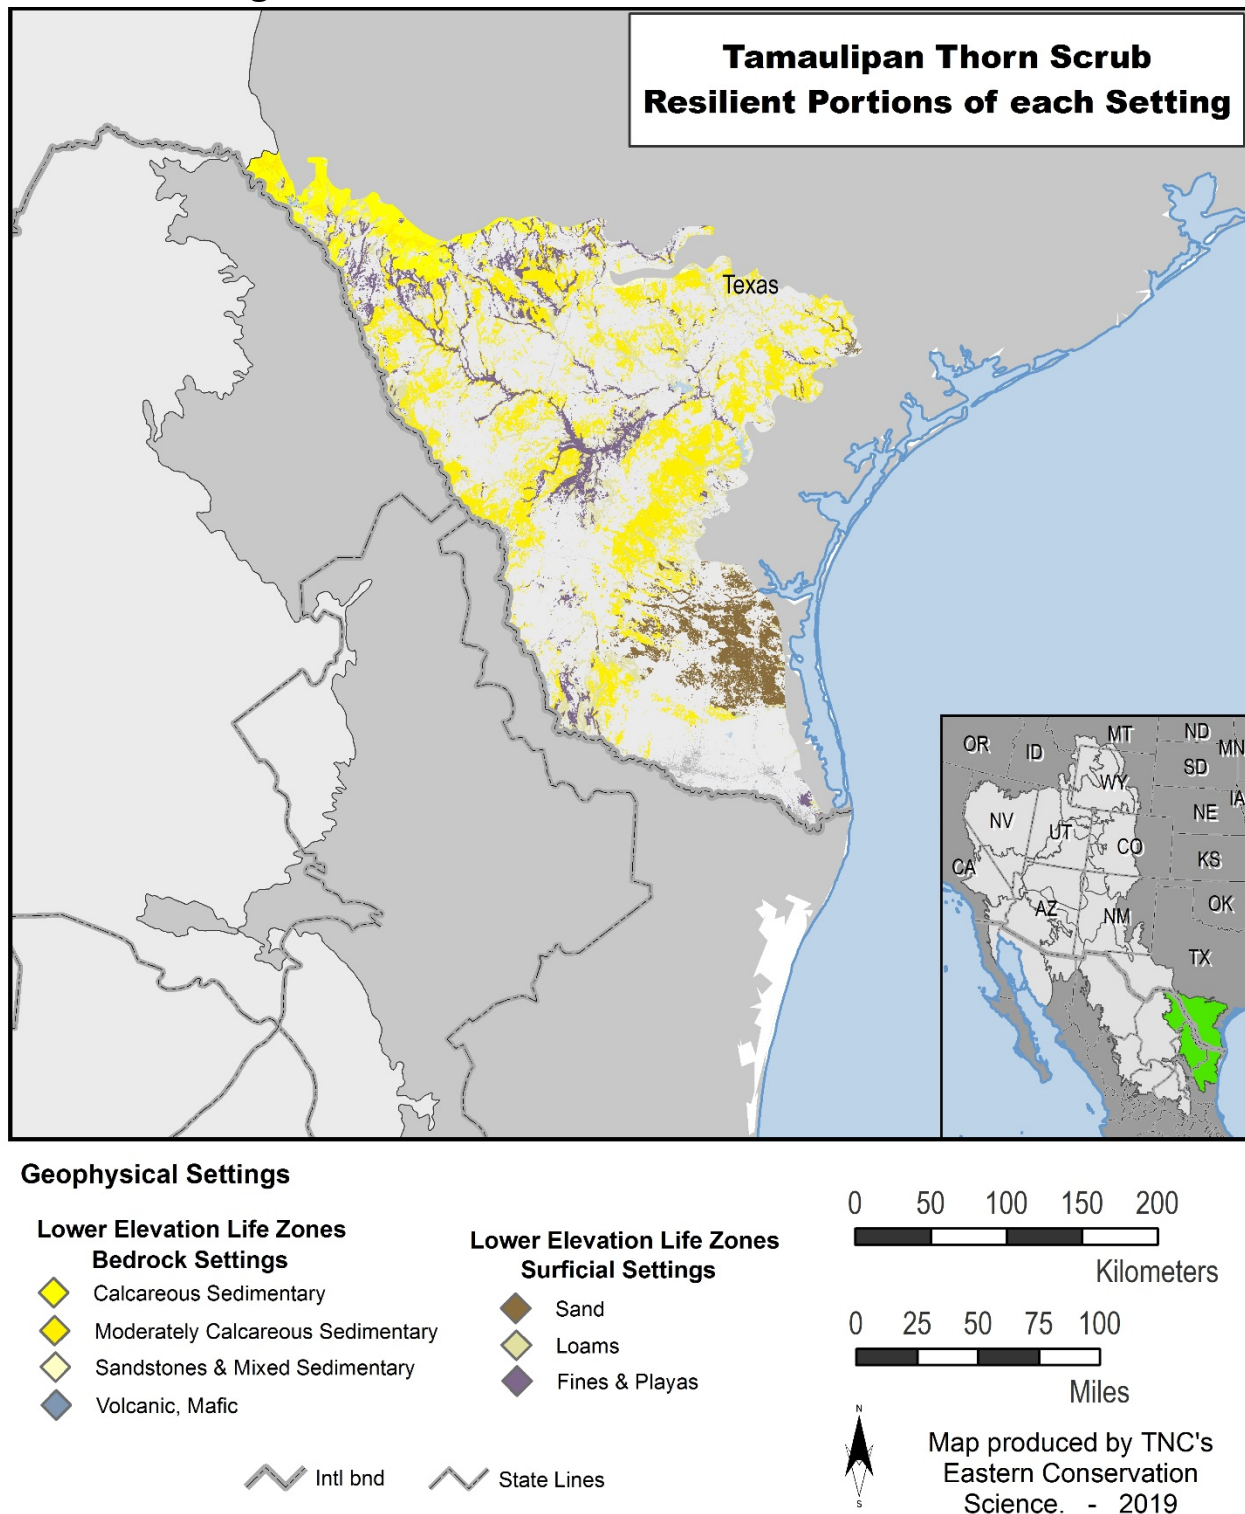 Tamaulipan Thorn Scrub
Resilient Portions of each Setting
Texas
OR
ID
MT
ND
MN
SD
WY
IA
NE
NV
UT
CO
CA
KS
AZ
NM
OK
TX
Geophysical Settings
Lower Elevation Life Zones
Bedrock Settings
Calcareous Sedimentary
Moderately Calcareous Sedimentary
Sandstones & Mixed Sedimentary
Volcanic, Mafic
Lower Elevation Life Zones
Surficial Settings
Sand
Loams
Fines & Playas
Intl bnd
State Lines
0 50 100 150 200
Kilometers
0 25 50 75 100
Miles
N
S
Map produced by TNC's
Eastern Conservation
Science. - 2019